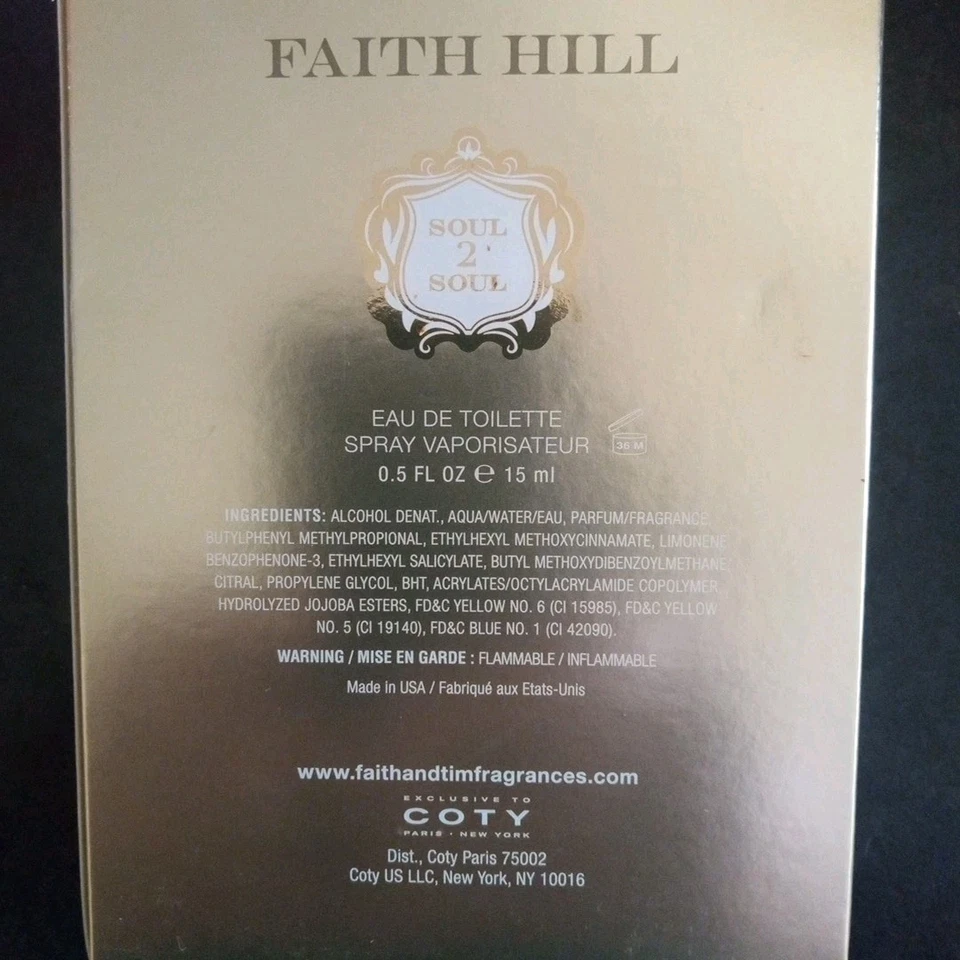 FAITH HILL
SOUL
2
SOUL
EAU DE TOILETTE
SPRAY VAPORISATEUR
36 M
0.5 FL OZ ℮ 15 ml
INGREDIENTS: ALCOHOL DENAT., AQUA/WATER/EAU, PARFUM/FRAGRANCE,
BUTYLPHENYL METHYLPROPIONAL, ETHYLHEXYL METHOXYCINNAMATE, LIMONENE,
BENZOPHENONE-3, ETHYLHEXYL SALICYLATE, BUTYL METHOXYDIBENZOYLMETHANE,
CITRAL, PROPYLENE GLYCOL, BHT, ACRYLATES/OCTYLACRYLAMIDE COPOLYMER,
HYDROLYZED JOJOBA ESTERS, FD&C YELLOW NO. 6 (CI 15985), FD&C YELLOW
NO. 5 (CI 19140), FD&C BLUE NO. 1 (CI 42090).
WARNING / MISE EN GARDE : FLAMMABLE / INFLAMMABLE
Made in USA / Fabriqué aux Etats-Unis
www.faithandtimfragrances.com
EXCLUSIVE TO
COTY
PARIS · NEW YORK
Dist., Coty Paris 75002
Coty US LLC, New York, NY 10016